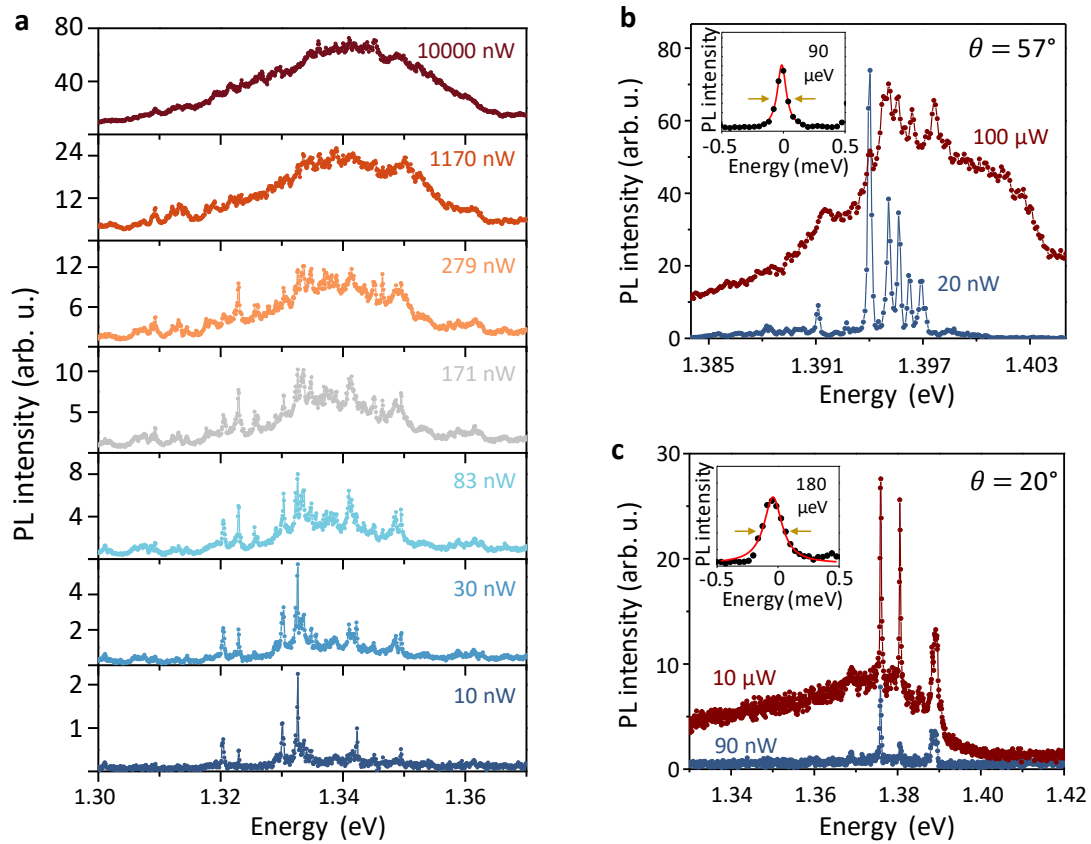 a
PL intensity (arb. u.)
80
40
10000 nW
24
12
1170 nW
12
6
279 nW
10
5
0
171 nW
8
4
83 nW
4
2
30 nW
2
1
10 nW
1.30
1.32
1.34
1.36
Energy (eV)
b
PL intensity (arb. u.)
80
60
40
20
0
θ = 57°
100 μW
20 nW
1.385
1.391
1.397
1.403
Energy (eV)
PL intensity
90
μeV
-0.5
0
0.5
Energy (meV)
c
PL intensity (arb. u.)
30
20
10
0
θ = 20°
10 μW
90 nW
1.34
1.36
1.38
1.40
1.42
Energy (eV)
PL intensity
180
μeV
-0.5
0
0.5
Energy (meV)